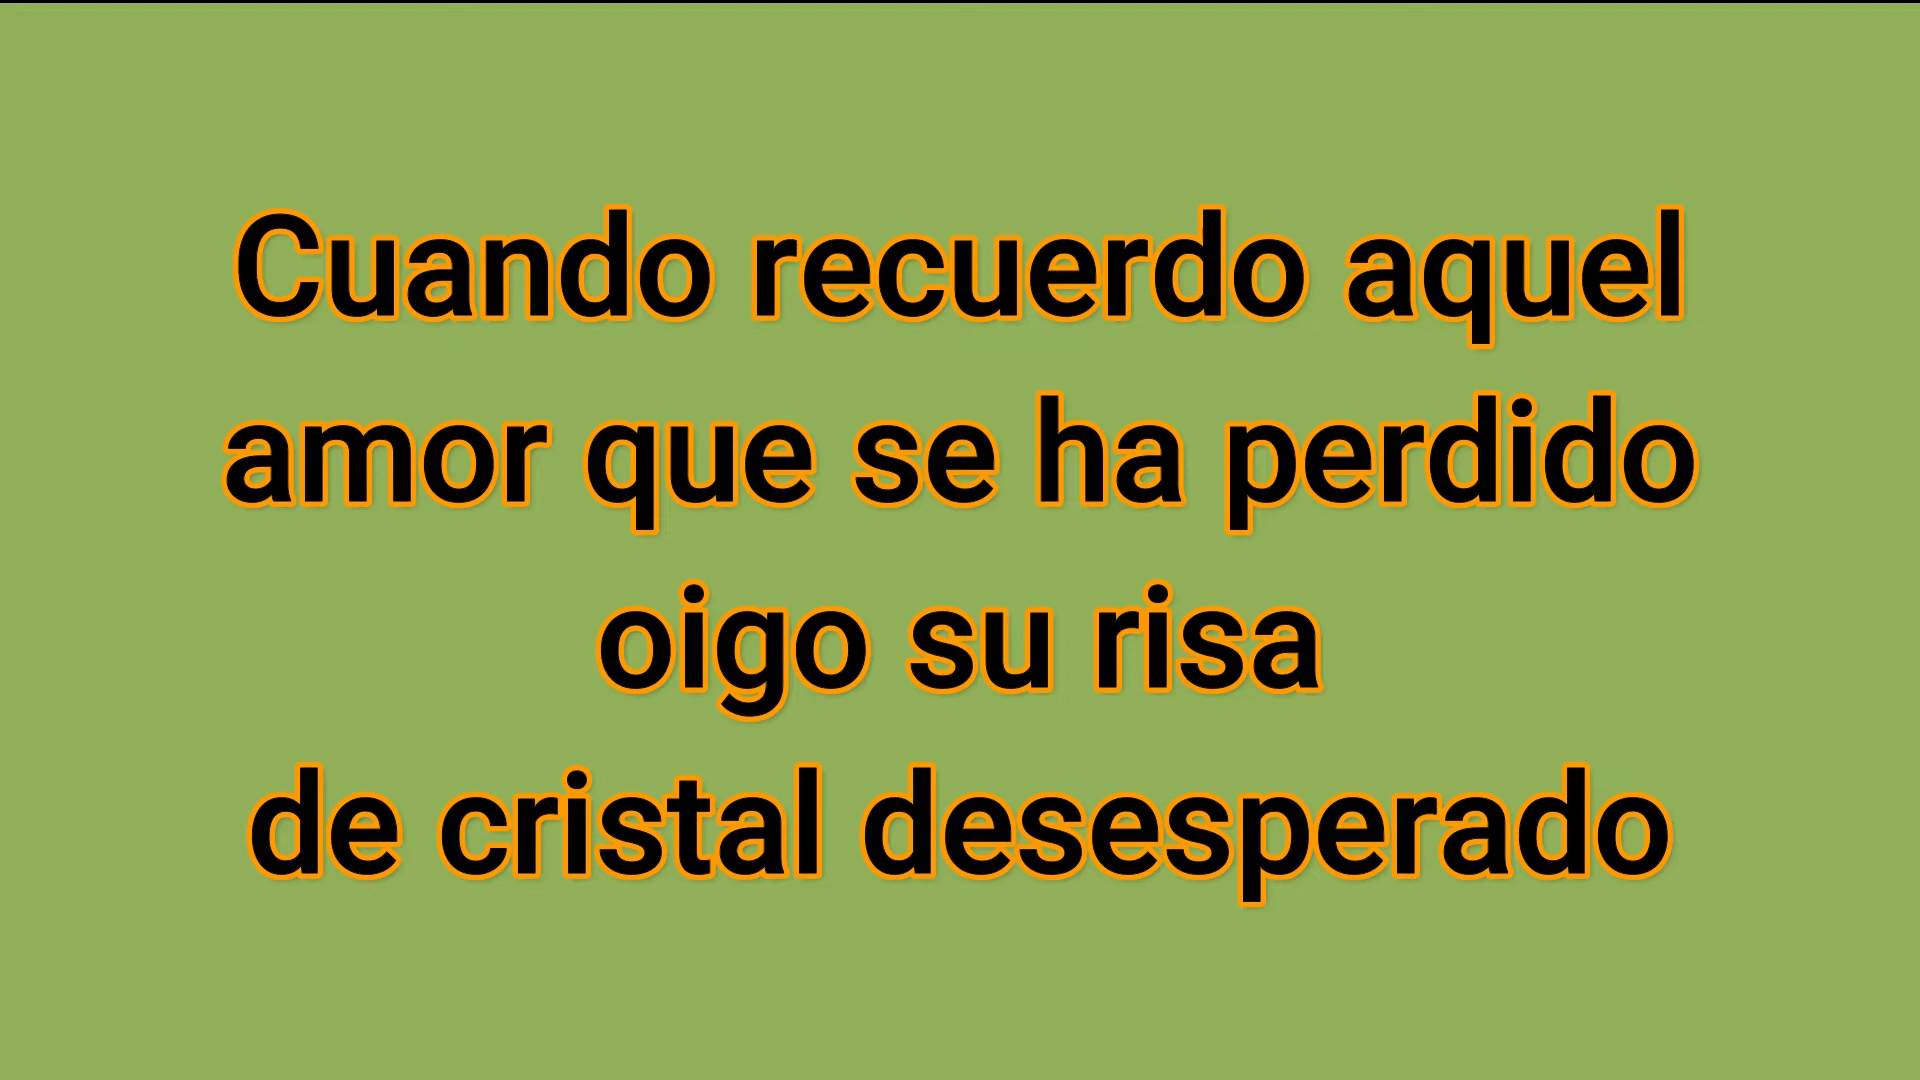 Cuando recuerdo aquel
amor que se ha perdido
oigo su risa
de cristal desesperado